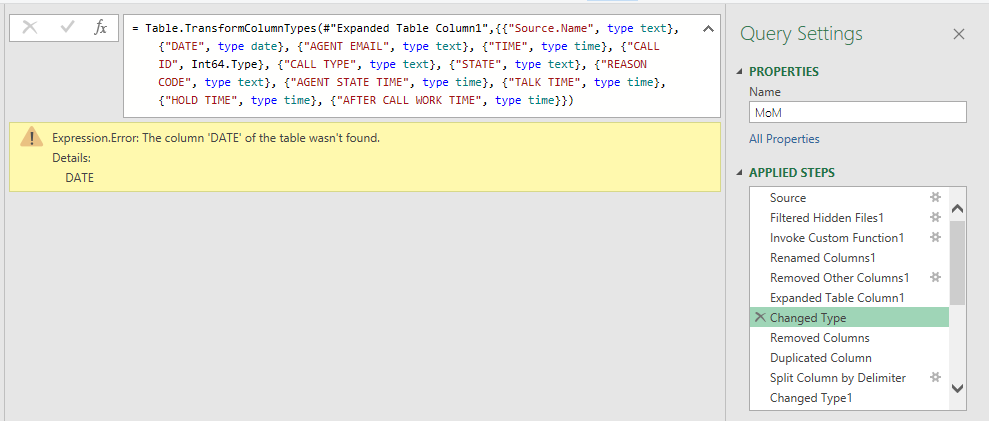 fx
= Table.TransformColumnTypes(#"Expanded Table Column1",{{"Source.Name", type text},
{"DATE", type date}, {"AGENT EMAIL", type text}, {"TIME", type time}, {"CALL
ID", Int64.Type}, {"CALL TYPE", type text}, {"STATE", type text}, {"REASON
CODE", type text}, {"AGENT STATE TIME", type time}, {"TALK TIME", type time},
{"HOLD TIME", type time}, {"AFTER CALL WORK TIME", type time}})
Expression.Error: The column 'DATE' of the table wasn't found.
Details:
DATE
Query Settings
PROPERTIES
Name
MoM
All Properties
APPLIED STEPS
Source
Filtered Hidden Files1
Invoke Custom Function1
Renamed Columns1
Removed Other Columns1
Expanded Table Column1
Changed Type
Removed Columns
Duplicated Column
Split Column by Delimiter
Changed Type1